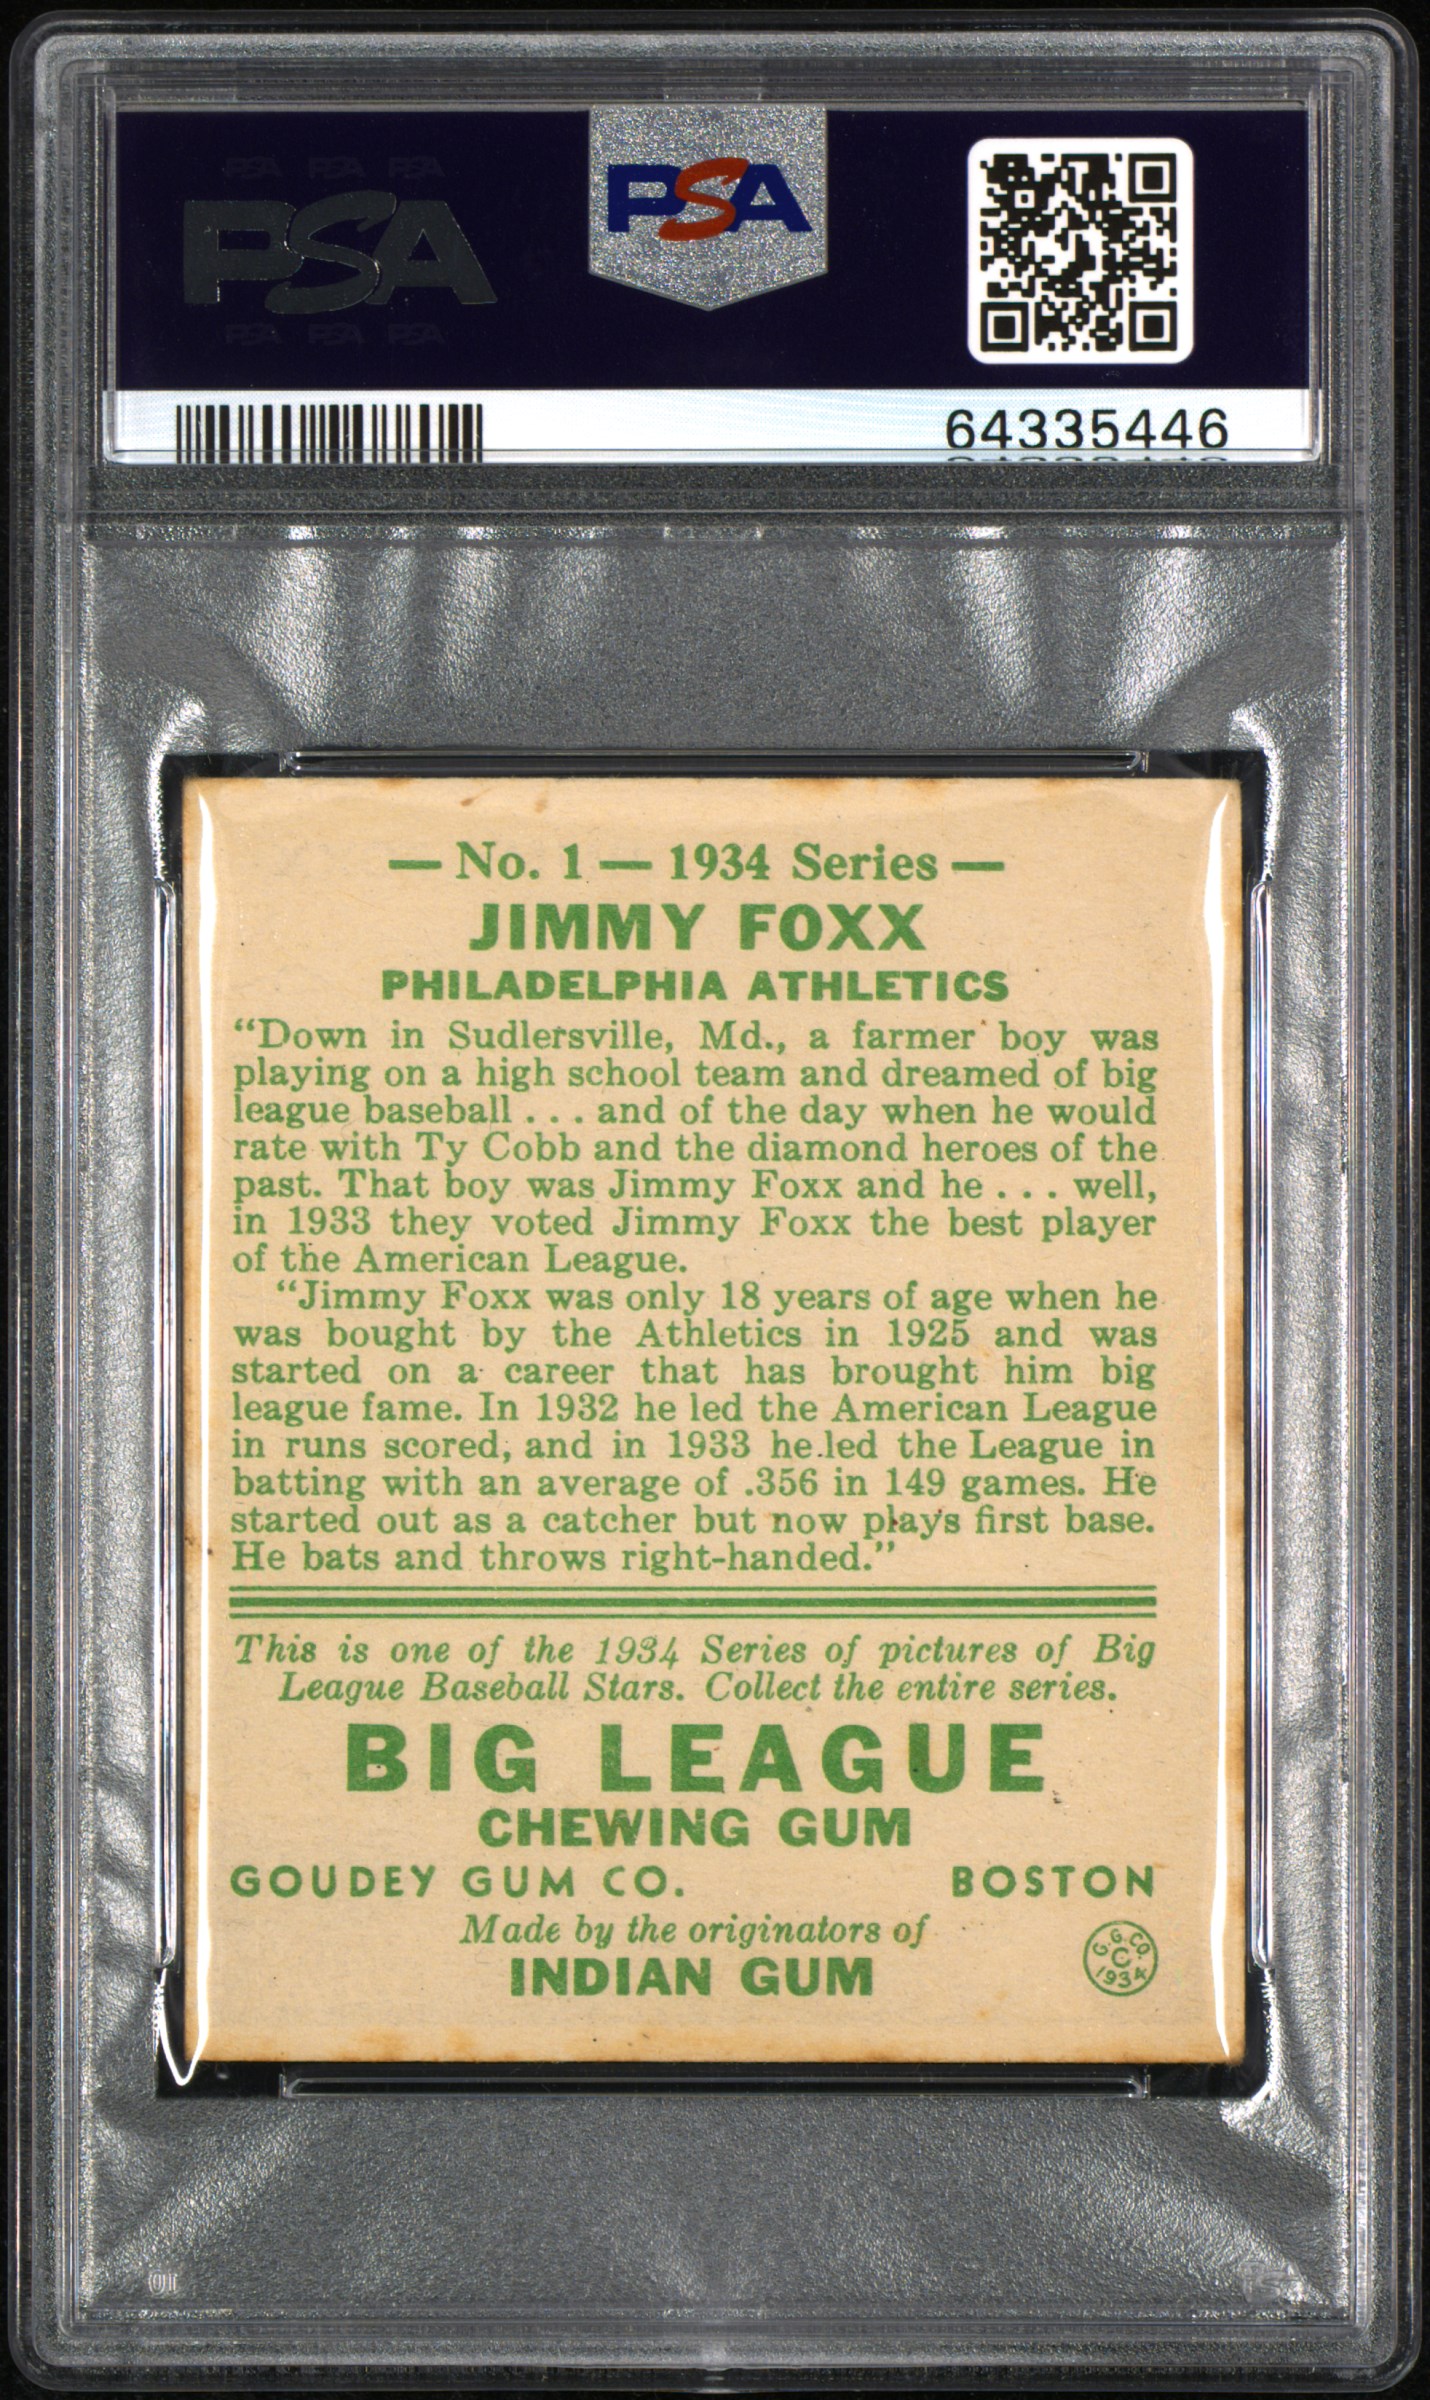 PSA PSA PSA
PSA
PSA PSA PSA
PSA
64335446
— No. 1 — 1934 Series —
JIMMY FOXX
PHILADELPHIA ATHLETICS
“Down in Sudlersville, Md., a farmer boy was
playing on a high school team and dreamed of big
league baseball . . . and of the day when he would
rate with Ty Cobb and the diamond heroes of the
past. That boy was Jimmy Foxx and he . . . well,
in 1933 they voted Jimmy Foxx the best player
of the American League.
“Jimmy Foxx was only 18 years of age when he
was bought by the Athletics in 1925 and was
started on a career that has brought him big
league fame. In 1932 he led the American League
in runs scored, and in 1933 he led the League in
batting with an average of .356 in 149 games. He
started out as a catcher but now plays first base.
He bats and throws right-handed.”
This is one of the 1934 Series of pictures of Big
League Baseball Stars. Collect the entire series.
BIG LEAGUE
CHEWING GUM
GOUDEY GUM CO. BOSTON
Made by the originators of
INDIAN GUM
G.G.CO.
C
1934